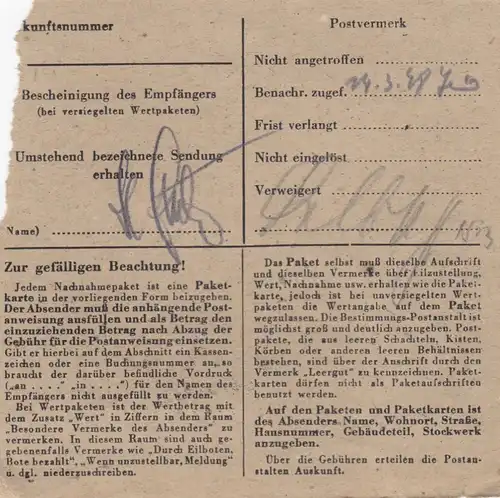 kunftsnummer
Bescheinigung des Empfängers
(bei versiegelten Wertpaketen)
Umstehend bezeichnete Sendung
erhalten
Name)
Postvermerk
Nicht angetroffen
Benachr. zugef. 24.3.48
Frist verlangt
Nicht eingelöst
Verweigert
Zur gefälligen Beachtung!
Jedem Nachnahmepaket ist eine Paket-
karte in der vorliegenden Form beizugeben.
Der Absender muß die anhängende Post-
anweisung ausfüllen und als Betrag den
einzuziehenden Betrag nach Abzug der
Gebühr für die Postanweisung einsetzen.
Gibt er hierbei auf dem Abschnitt ein Kassen-
zeichen oder eine Buchungsnummer an, so
braucht der darüber befindliche Vordruck
(„an . . . .“ „in . . . .“) für den Namen des
Empfängers nicht ausgefüllt zu werden.
Bei Wertpaketen ist der Wertbetrag mit
dem Zusatz „Wert“ in Ziffern in dem Raum
„Besondere Vermerke des Absenders“ zu
vermerken. In diesem Raum sind auch ge-
gebenenfalls Vermerke wie „Durch Eilboten,
Bote bezahlt“, „Wenn unzustellbar, Meldung“
u. dgl. niederzuschreiben.
Das Paket selbst muß dieselbe Aufschrift
und dieselben Vermerke über Eilzustellung,
Wert, Nachnahme usw. erhalten wie die Paket-
karte, jedoch ist bei unversiegelten Wert-
paketen die Wertangabe auf dem Paket
wegzulassen. Die Bestimmungs-Postanstalt ist
möglichst groß und deutlich anzugeben. Post-
pakete, die aus leeren Schachteln, Kisten,
Körben oder anderen leeren Behältnissen
bestehen, sind über der Anschrift durch den
Vermerk „Leergut“ zu kennzeichnen. Paket-
karten dürfen nicht als Paketaufschriften
benutzt werden.
Auf den Paketen und Paketkarten ist
des Absenders Name, Wohnort, Straße,
Hausnummer, Gebäudeteil, Stockwerk
anzugeben.
Über die Gebühren erteilen die Postan-
stalten Auskunft.